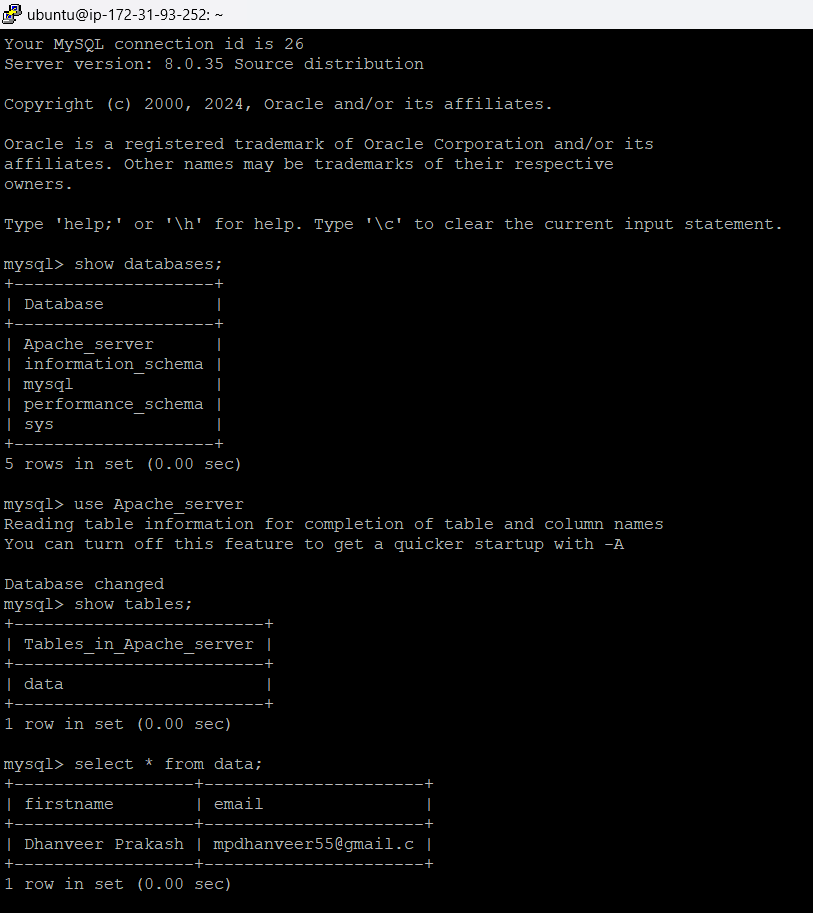 ubuntu@ip-172-31-93-252: ~
Your MySQL connection id is 26
Server version: 8.0.35 Source distribution
Copyright (c) 2000, 2024, Oracle and/or its affiliates.
Oracle is a registered trademark of Oracle Corporation and/or its
affiliates. Other names may be trademarks of their respective
owners.
Type 'help;' or '\h' for help. Type '\c' to clear the current input statement.
mysql> show databases;
+--------------------+
| Database           |
+--------------------+
| Apache_server      |
| information_schema |
| mysql              |
| performance_schema |
| sys                |
+--------------------+
5 rows in set (0.00 sec)
mysql> use Apache_server
Reading table information for completion of table and column names
You can turn off this feature to get a quicker startup with -A
Database changed
mysql> show tables;
+-------------------------+
| Tables_in_Apache_server |
+-------------------------+
| data                    |
+-------------------------+
1 row in set (0.00 sec)
mysql> select * from data;
+------------------+----------------------+
| firstname        | email                |
+------------------+----------------------+
| Dhanveer Prakash | mpdhanveer55@gmail.c |
+------------------+----------------------+
1 row in set (0.00 sec)